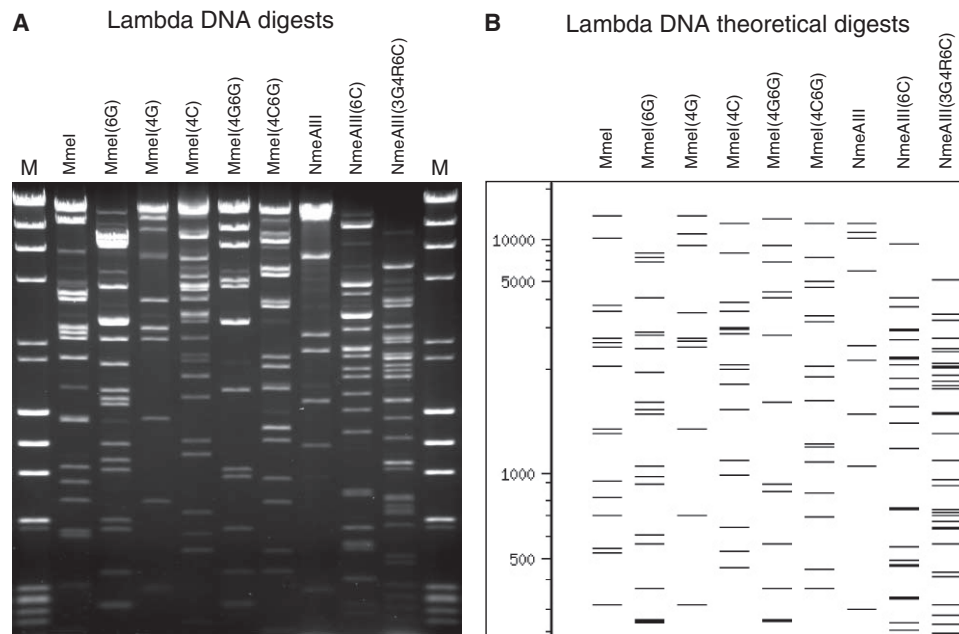 A Lambda DNA digests
M
MmeI
MmeI(6G)
MmeI(4G)
MmeI(4C)
MmeI(4G6G)
MmeI(4C6G)
NmeAIII
NmeAIII(6C)
NmeAIII(3G4R6C)
M
B Lambda DNA theoretical digests
MmeI
MmeI(6G)
MmeI(4G)
MmeI(4C)
MmeI(4G6G)
MmeI(4C6G)
NmeAIII
NmeAIII(6C)
NmeAIII(3G4R6C)
10000
5000
1000
500